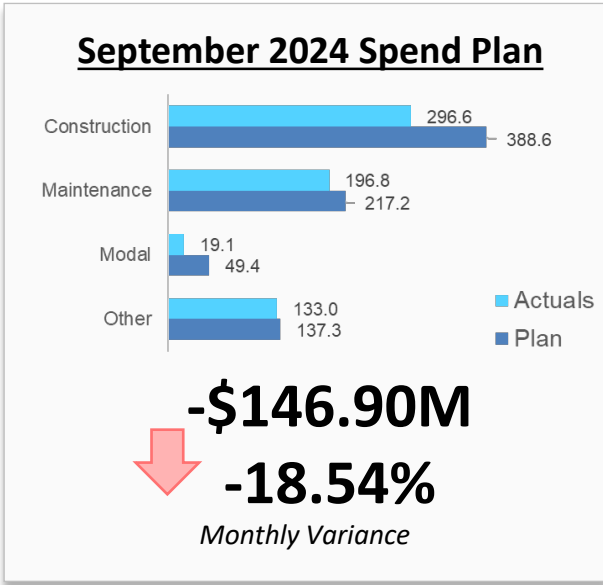 September 2024 Spend Plan
Construction
296.6
388.6
Maintenance
196.8
217.2
Modal
19.1
49.4
Other
133.0
137.3
Actuals
Plan
-$146.90M
-18.54%
Monthly Variance